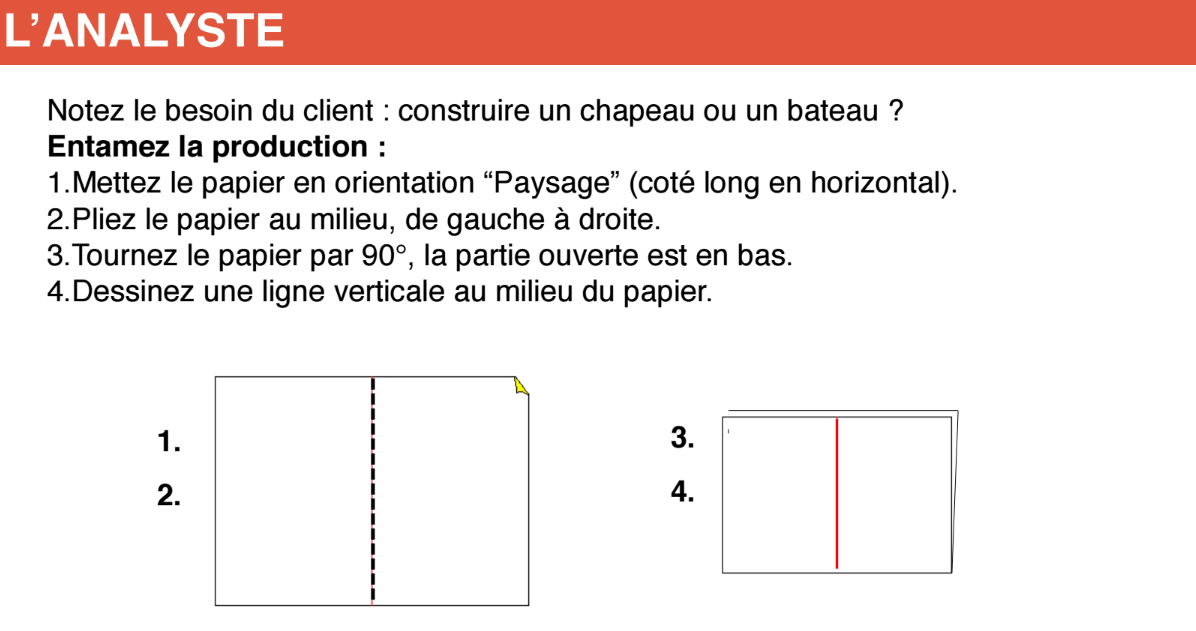 L’ANALYSTE
Notez le besoin du client : construire un chapeau ou un bateau ?
Entamez la production :
1.Mettez le papier en orientation “Paysage” (coté long en horizontal).
2.Pliez le papier au milieu, de gauche à droite.
3.Tournez le papier par 90°, la partie ouverte est en bas.
4.Dessinez une ligne verticale au milieu du papier.
1.
2.
3.
4.